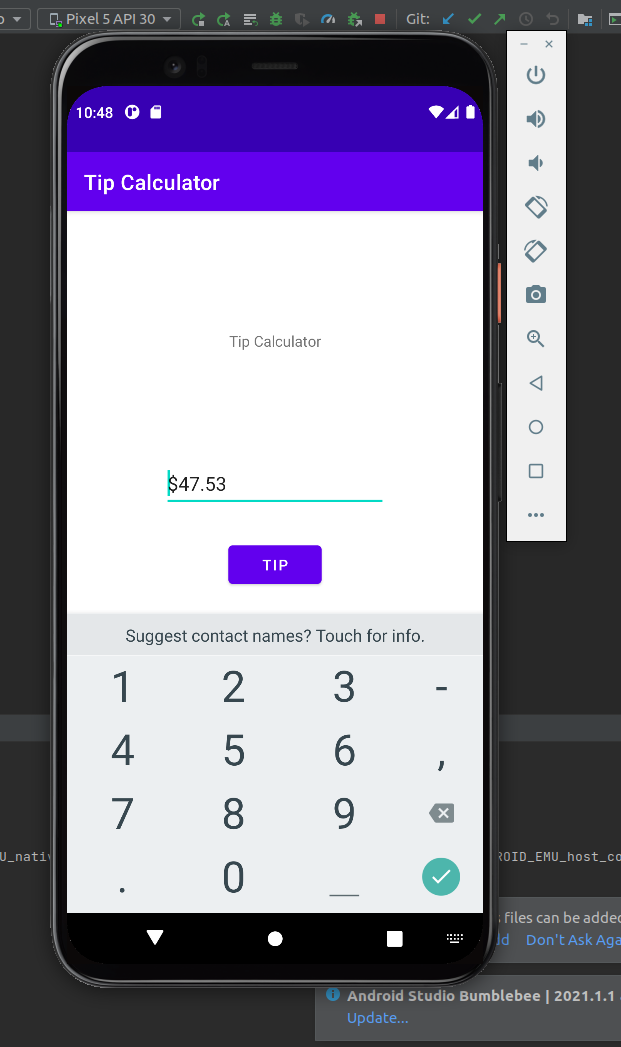 Pixel 5 API 30
Git:
10:48
Tip Calculator
Tip Calculator
$47.53
TIP
Suggest contact names? Touch for info.
1 2 3 -
4 5 6 ,
7 8 9
. 0 _
U_nativ
ROID_EMU_host_co
s files can be added
dd Don't Ask Aga
Android Studio Bumblebee | 2021.1.1
Update...